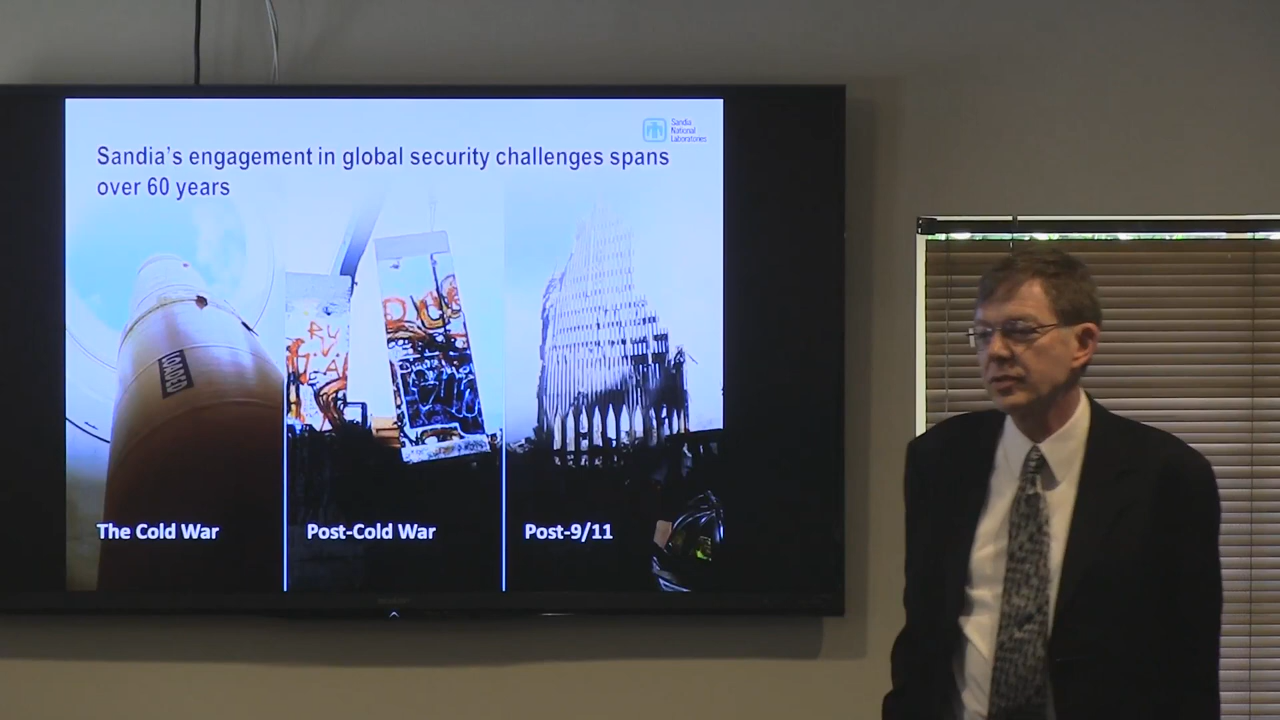 Sandia
National
Laboratories
Sandia's engagement in global security challenges spans
over 60 years
LOADED
The Cold War
Post-Cold War
Post-9/11